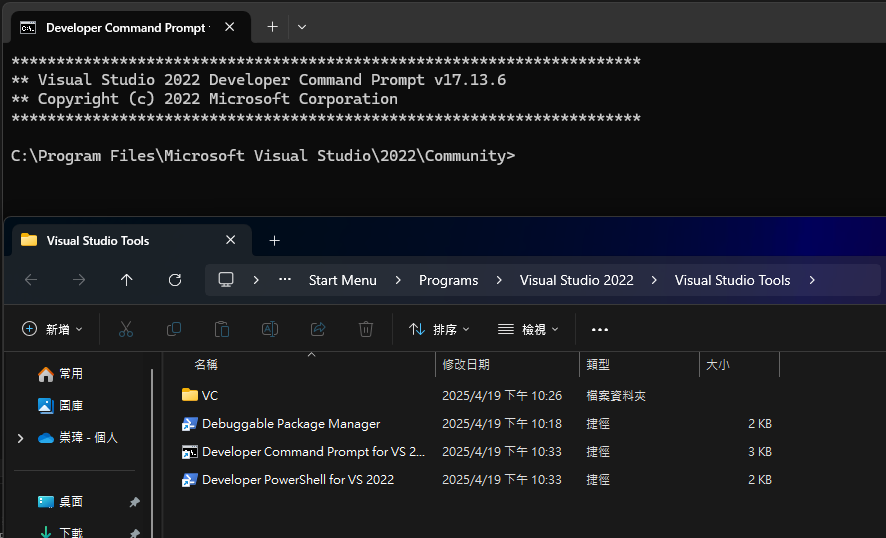 Developer Command Prompt
**********************************************************************
** Visual Studio 2022 Developer Command Prompt v17.13.6
** Copyright (c) 2022 Microsoft Corporation
**********************************************************************
C:\Program Files\Microsoft Visual Studio\2022\Community>
Visual Studio Tools
Start Menu > Programs > Visual Studio 2022 > Visual Studio Tools >
新增 排序 檢視
名稱 修改日期 類型 大小
常用
圖庫
崇瑋 - 個人
桌面
下載
VC 2025/4/19 下午 10:26 檔案資料夾
Debuggable Package Manager 2025/4/19 下午 10:18 捷徑 2 KB
Developer Command Prompt for VS 2... 2025/4/19 下午 10:33 捷徑 3 KB
Developer PowerShell for VS 2022 2025/4/19 下午 10:33 捷徑 2 KB